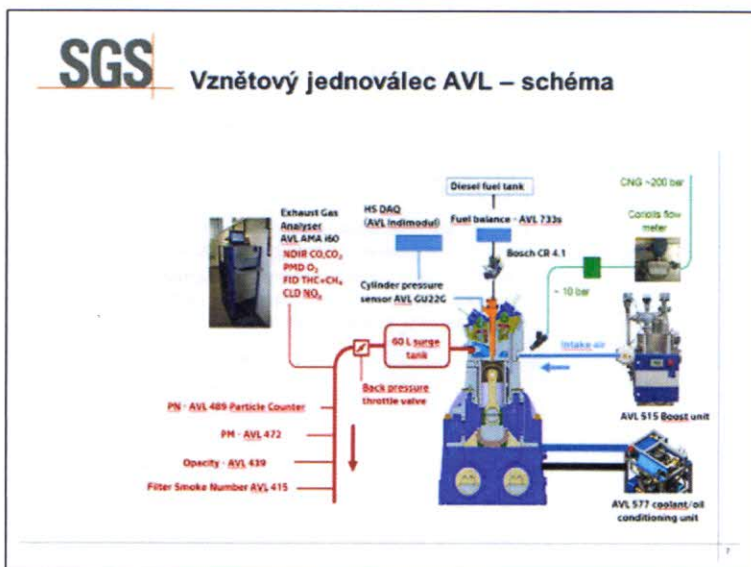 SGS
Vznětový jednoválec AVL – schéma
Exhaust Gas
Analyser
AVL AMA i60
NDIR CO,CO₂
PMD O₂
FID THC+CH₄
CLD NOₓ
HS DAQ
(AVL Indimodul)
Diesel fuel tank
Fuel balance - AVL 733s
Bosch CR 4.1
CNG ~200 bar
Coriolis flow
meter
Cylinder pressure
sensor AVL GU22G
~ 10 bar
60 L surge
tank
Intake air
Back pressure
throttle valve
AVL 515 Boost unit
PN - AVL 489 Particle Counter
PM - AVL 472
Opacity - AVL 439
Filter Smoke Number AVL 415
AVL 577 coolant/oil
conditioning unit
7